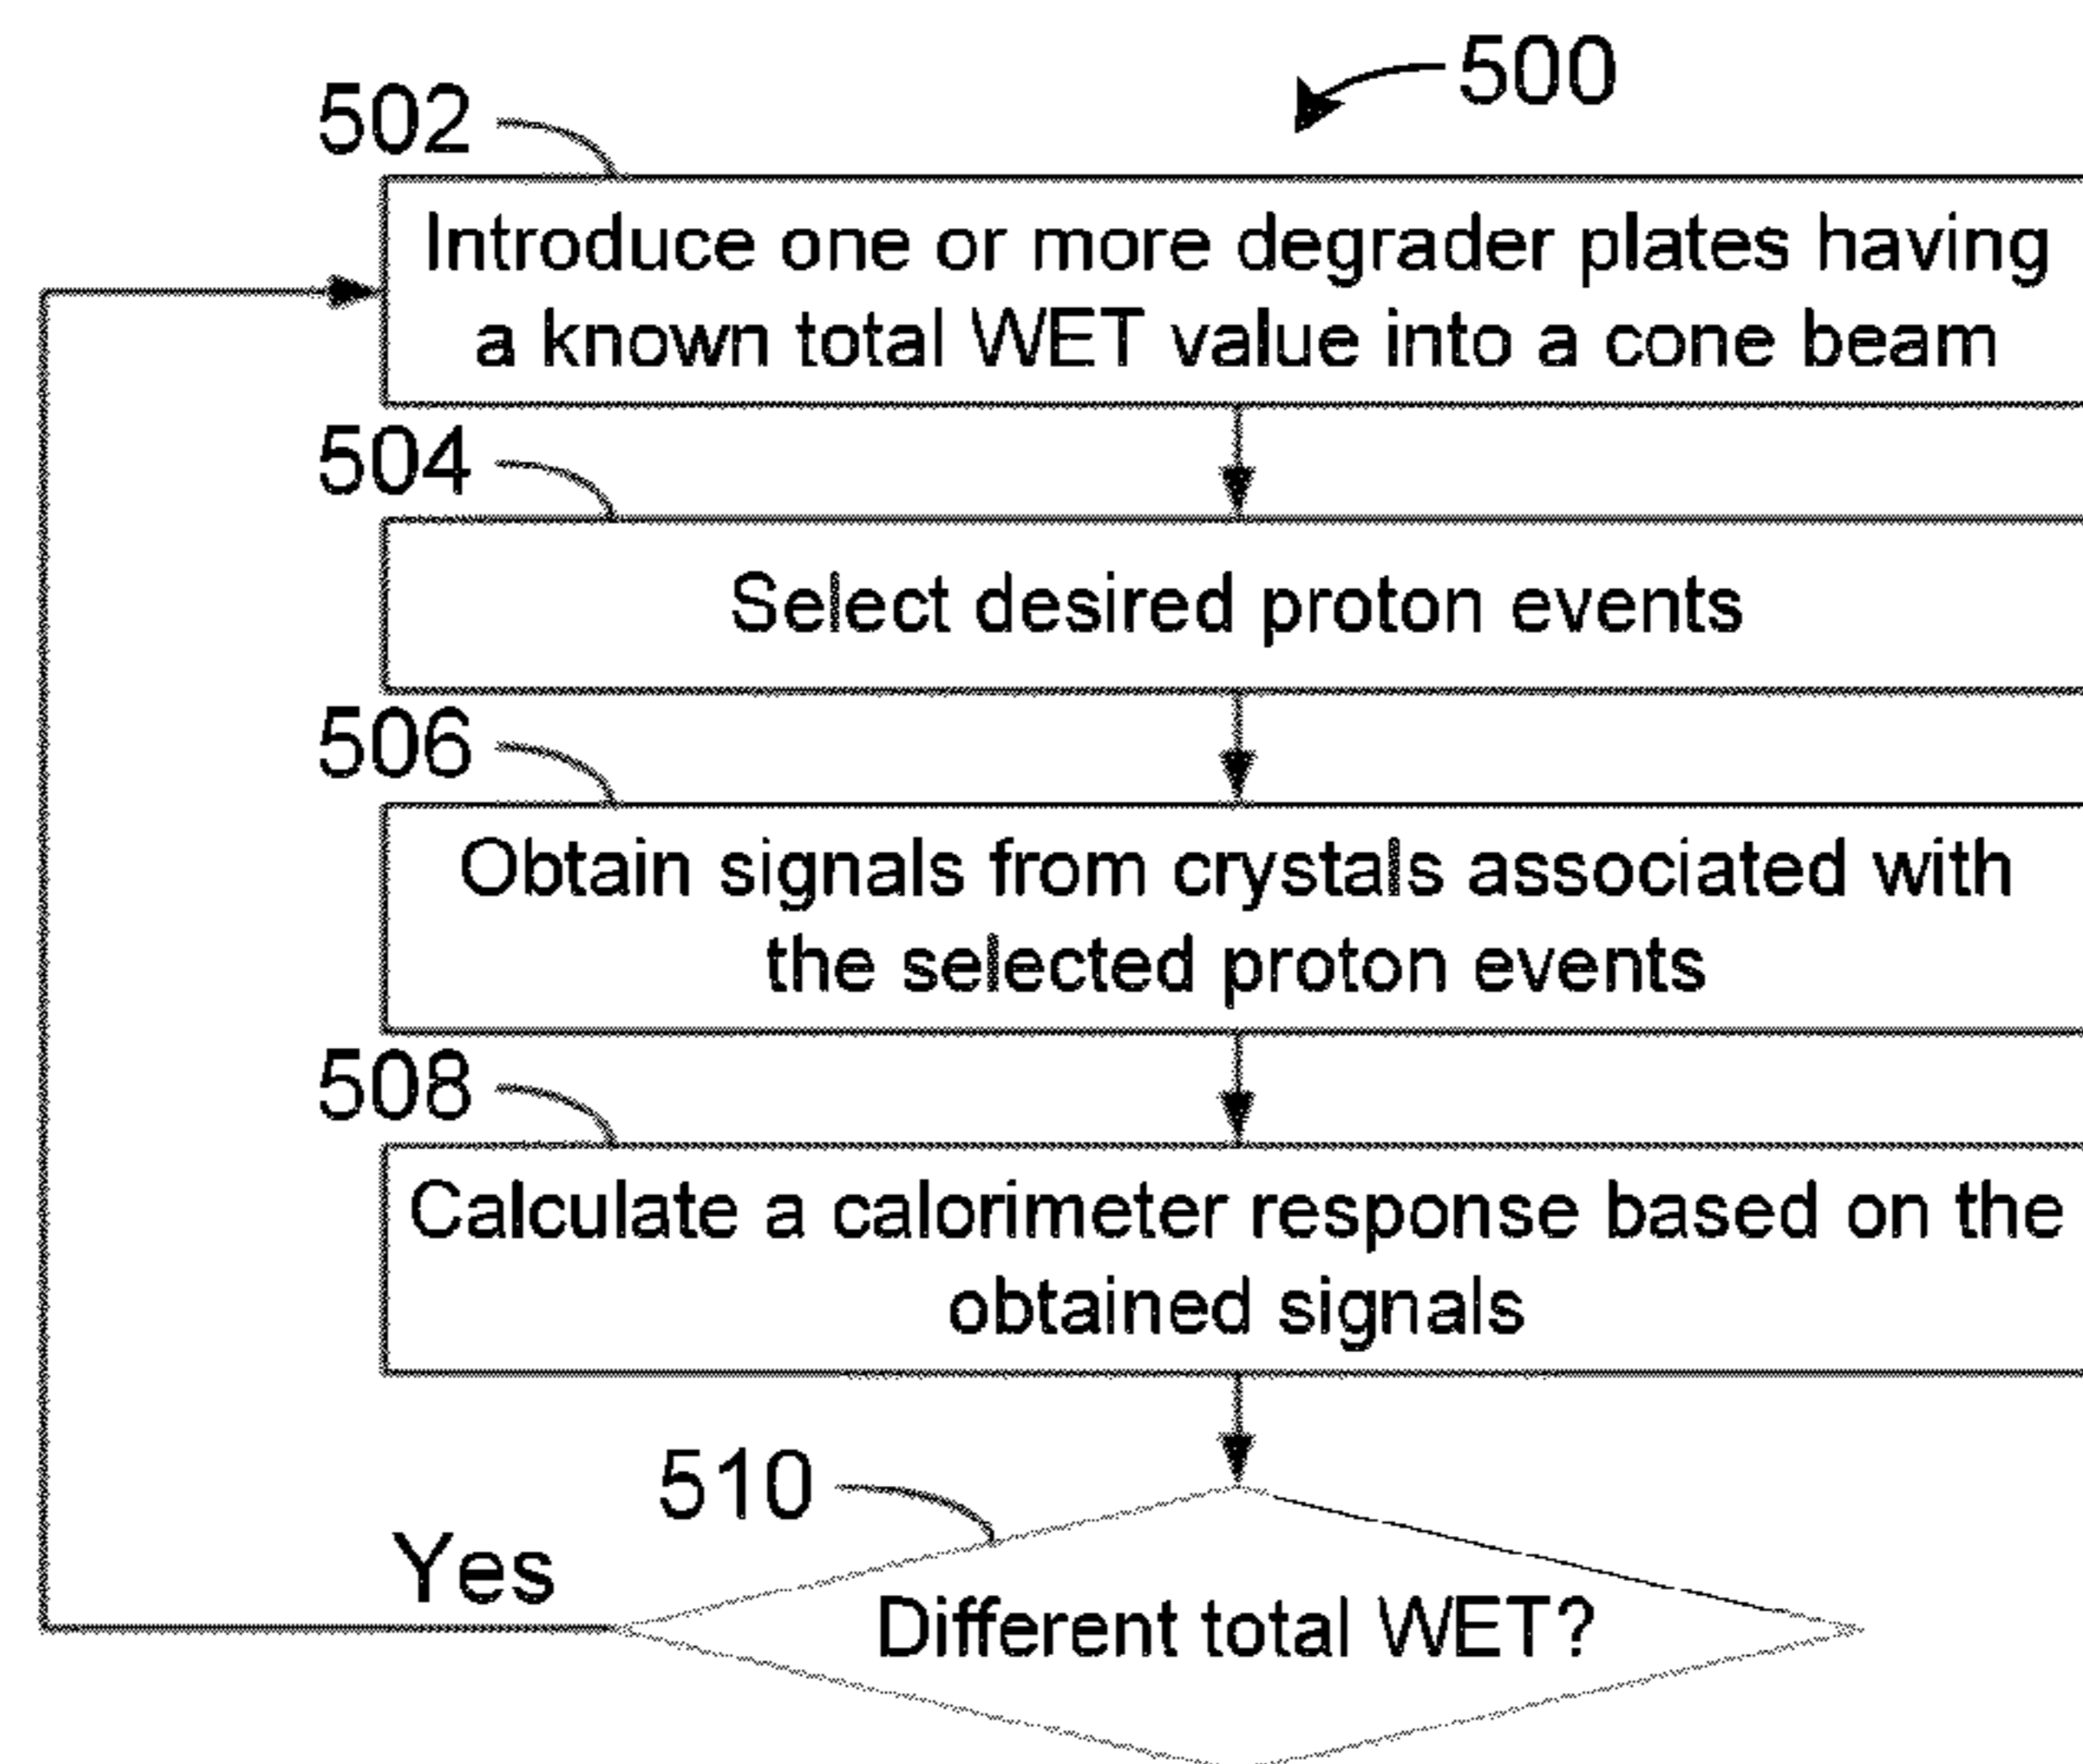 500
502
Introduce one or more degrader plates having
a known total WET value into a cone beam
504
Select desired proton events
506
Obtain signals from crystals associated with
the selected proton events
508
Calculate a calorimeter response based on the
obtained signals
510
Yes
Different total WET?